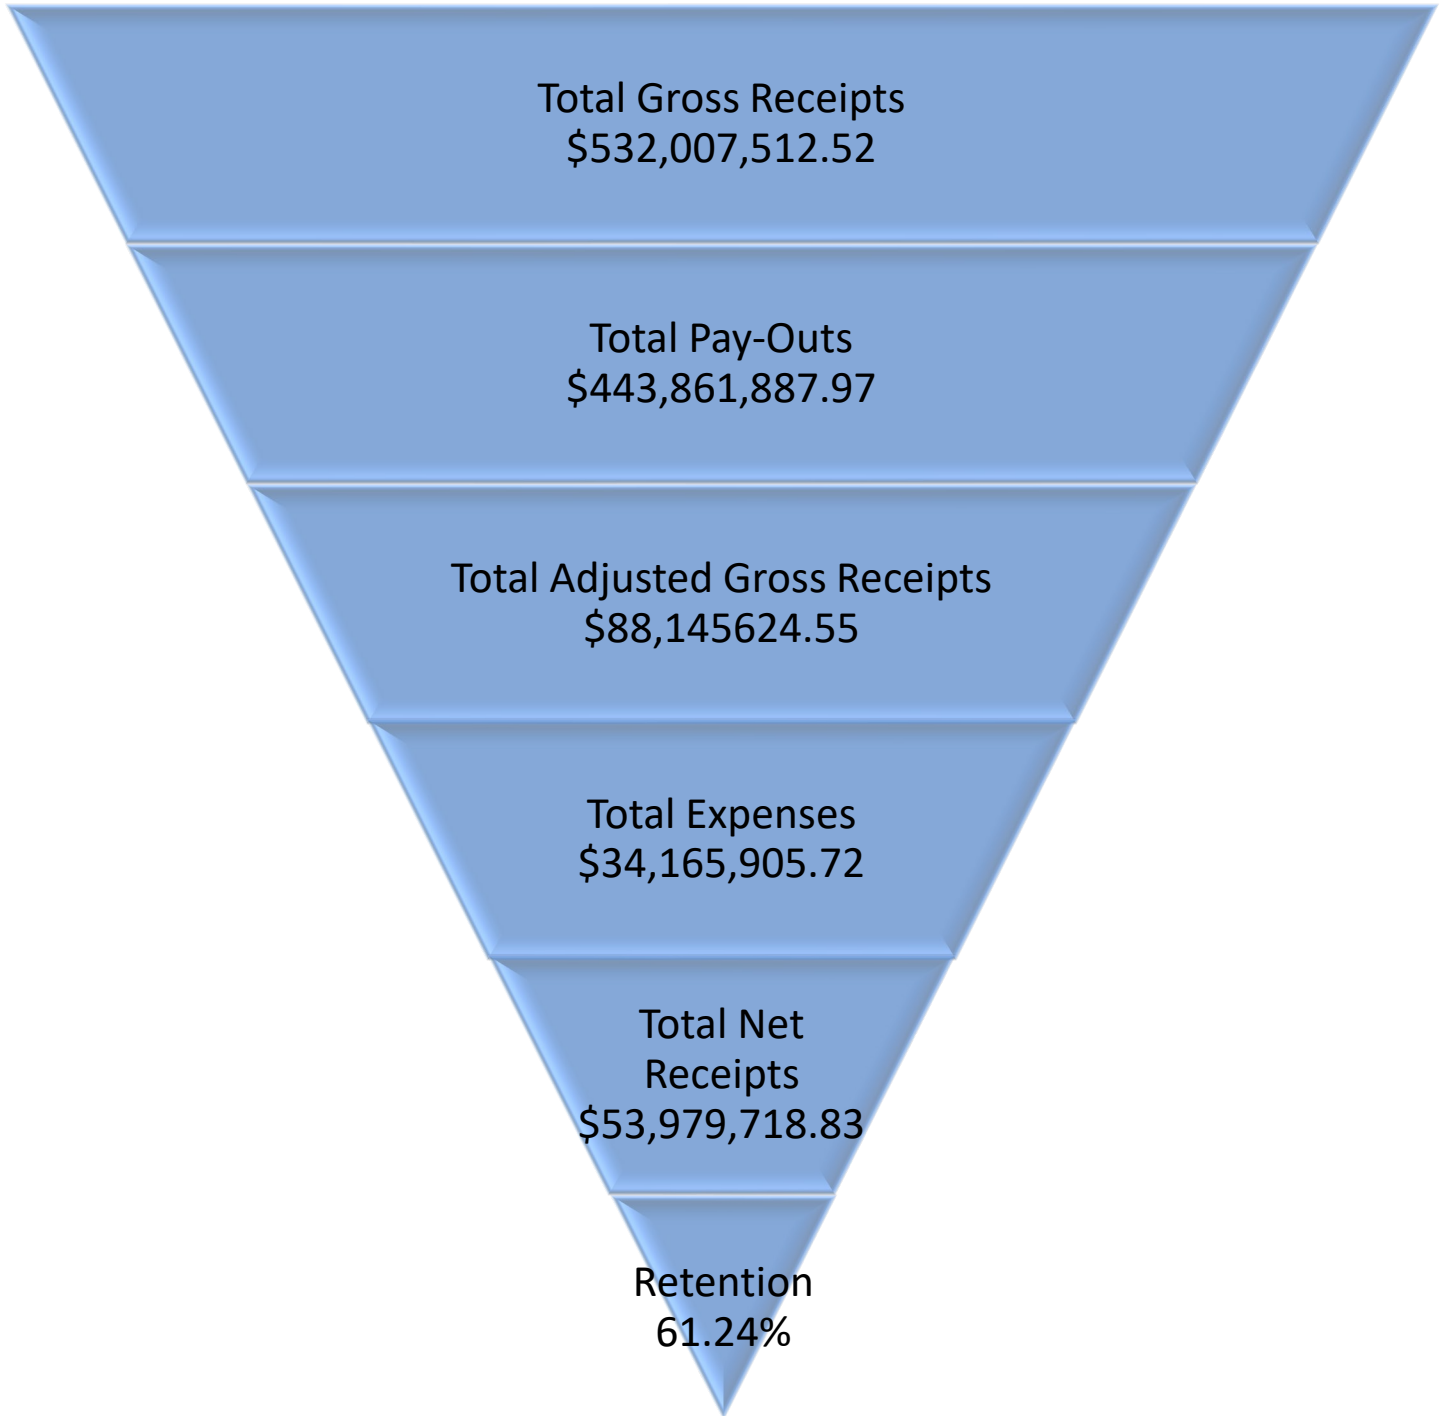 Total Gross Receipts
$532,007,512.52
Total Pay-Outs
$443,861,887.97
Total Adjusted Gross Receipts
$88,145624.55
Total Expenses
$34,165,905.72
Total Net
Receipts
$53,979,718.83
Retention
61.24%